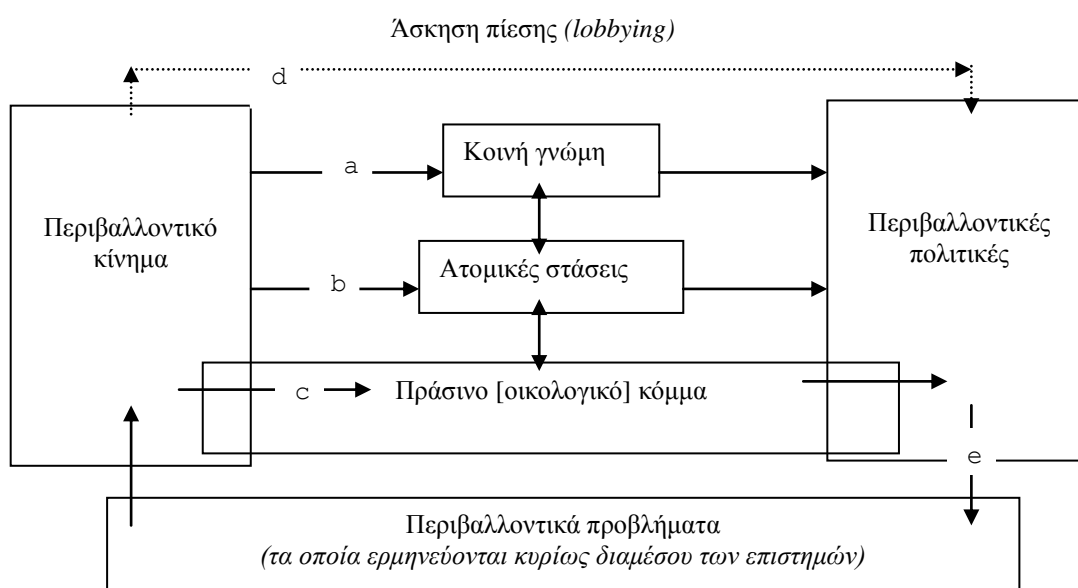 Άσκηση πίεσης (lobbying)
d
Κοινή γνώμη
a
Περιβαλλοντικό
κίνημα
Περιβαλλοντικές
πολιτικές
Ατομικές στάσεις
b
c
Πράσινο [οικολογικό] κόμμα
e
Περιβαλλοντικά προβλήματα
(τα οποία ερμηνεύονται κυρίως διαμέσου των επιστημών)